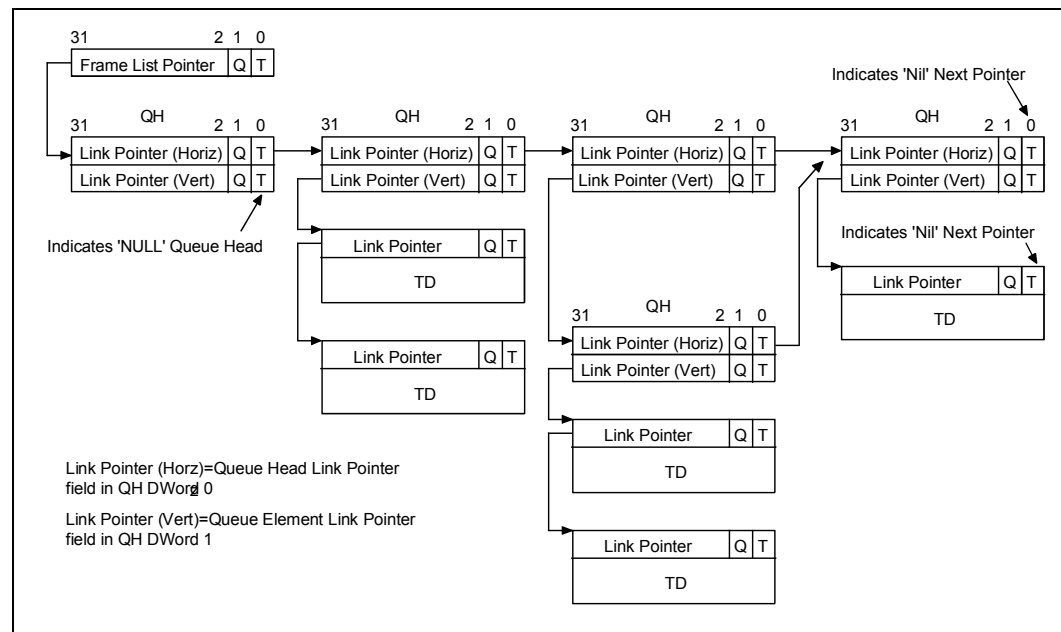 31 2 1 0
Frame List Pointer Q T
Indicates 'Nil' Next Pointer
QH QH QH QH
31 2 1 0 31 2 1 0 31 2 1 0 31 2 1 0
Link Pointer (Horiz) Q T Link Pointer (Horiz) Q T Link Pointer (Horiz) Q T Link Pointer (Horiz) Q T
Link Pointer (Vert) Q T Link Pointer (Vert) Q T Link Pointer (Vert) Q T Link Pointer (Vert) Q T
Indicates 'NULL' Queue Head
Link Pointer Q T
TD
Indicates 'Nil' Next Pointer
Link Pointer Q T
TD
QH
31 2 1 0
Link Pointer (Horiz) Q T
Link Pointer (Vert) Q T
Link Pointer Q T
TD
Link Pointer Q T
TD
Link Pointer (Horz)=Queue Head Link Pointer
field in QH DWord 0
Link Pointer (Vert)=Queue Element Link Pointer
field in QH DWord 1
Link Pointer Q T
TD